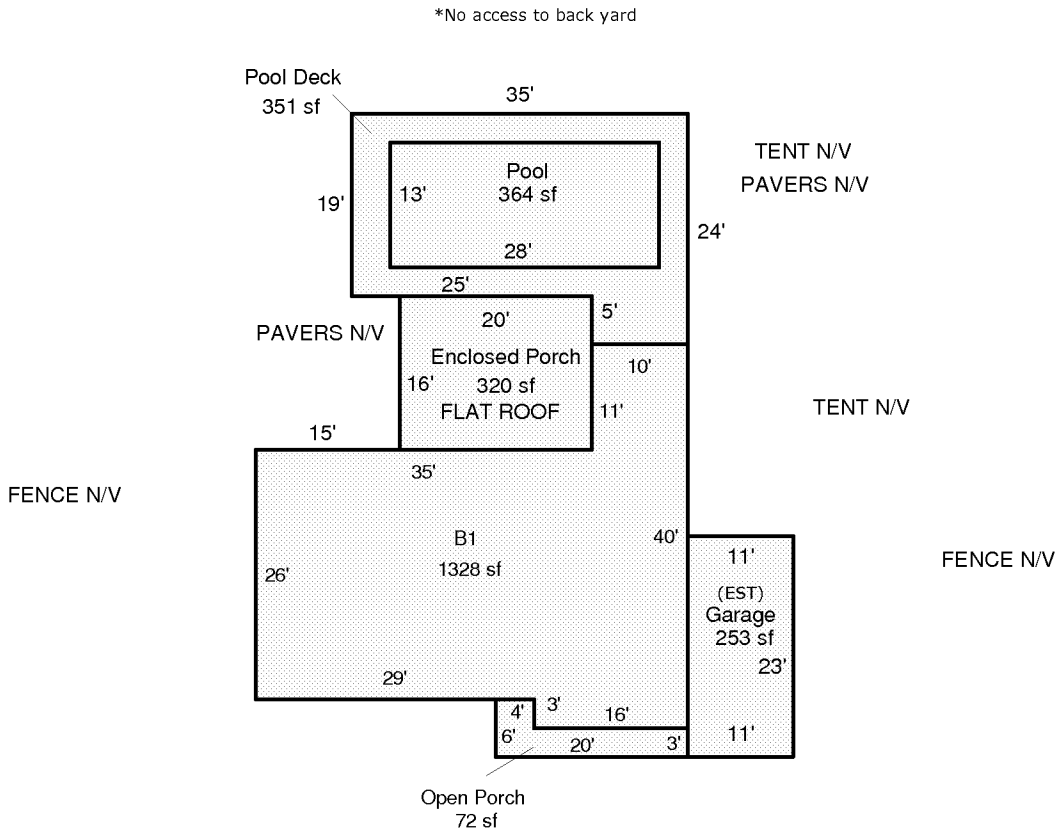 *No access to back yard
Pool Deck
351 sf
35'
TENT N/V
PAVERS N/V
Pool
364 sf
13'
19'
24'
28'
25'
5'
20'
PAVERS N/V
Enclosed Porch
320 sf
FLAT ROOF
16'
10'
11'
TENT N/V
15'
35'
FENCE N/V
B1
1328 sf
40'
26'
11'
(EST)
Garage
253 sf
23'
FENCE N/V
29'
4'
3'
16'
6'
20'
3'
11'
Open Porch
72 sf